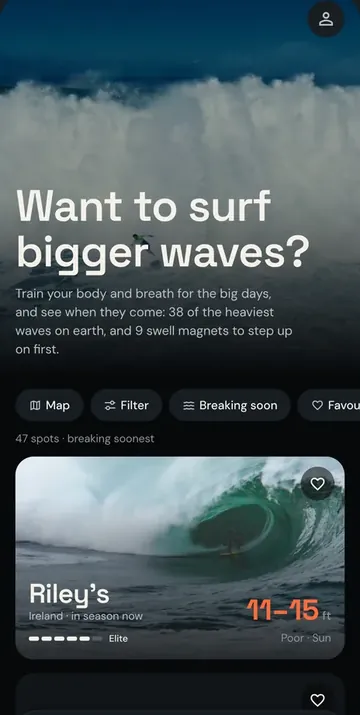 Want to surf
bigger waves?
Train your body and breath for the big days,
and see when they come: 38 of the heaviest
waves on earth, and 9 swell magnets to step up
on first.
Map Filter Breaking soon Favou
47 spots · breaking soonest
Riley's
Ireland · in season now
11–15 ft
Elite
Poor · Sun